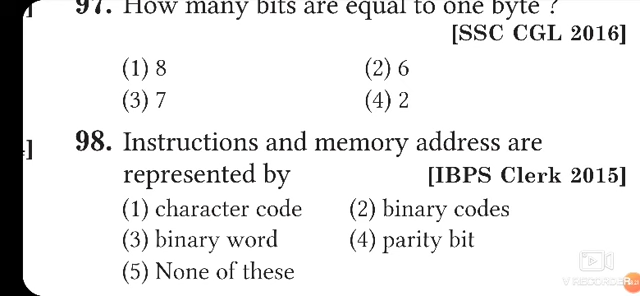 97. How many bits are equal to one byte ?
[SSC CGL 2016]
(1) 8 (2) 6
(3) 7 (4) 2
98. Instructions and memory address are
represented by [IBPS Clerk 2015]
(1) character code (2) binary codes
(3) binary word (4) parity bit
(5) None of these
V RECORDER